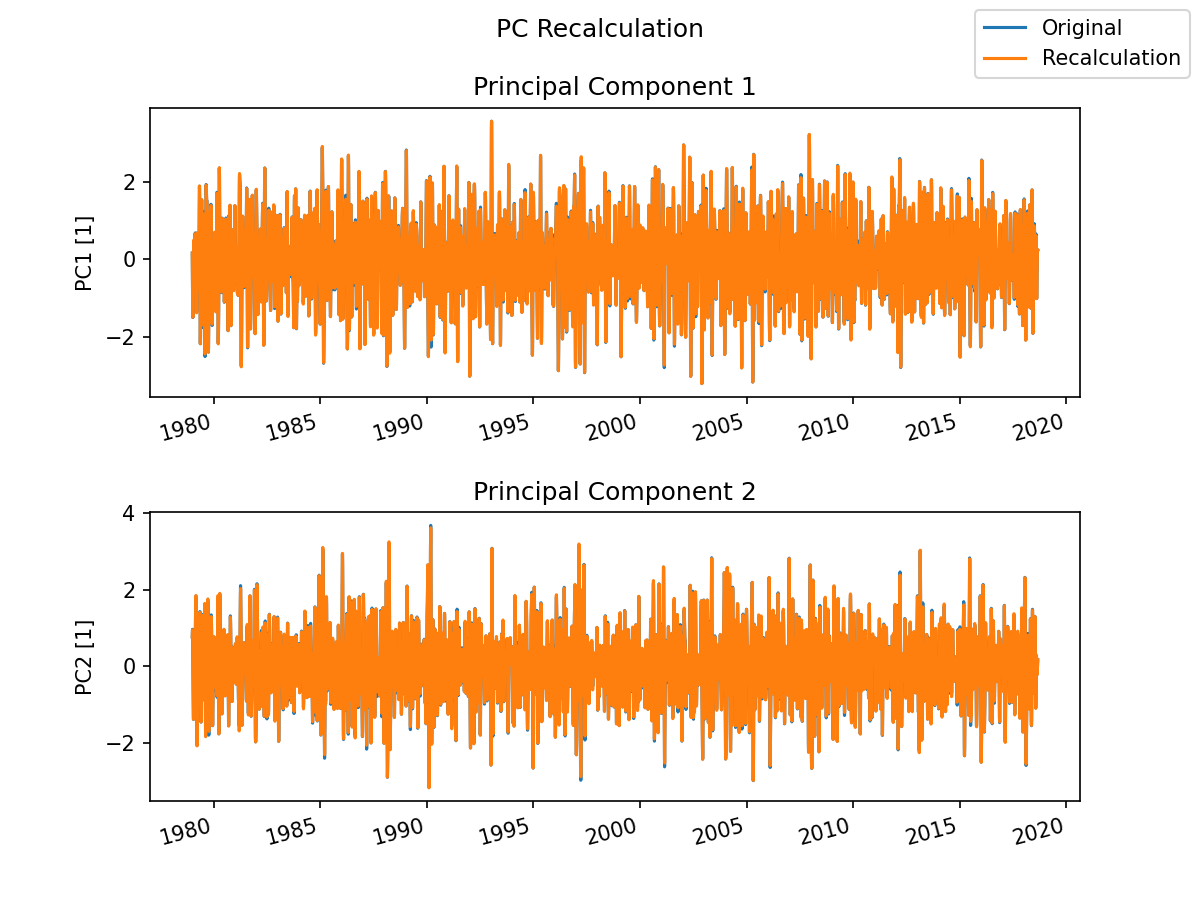 PC Recalculation
Original
Recalculation
Principal Component 1
PC1 [1]
2
0
−2
1980 1985 1990 1995 2000 2005 2010 2015 2020
Principal Component 2
PC2 [1]
4
2
0
−2
1980 1985 1990 1995 2000 2005 2010 2015 2020